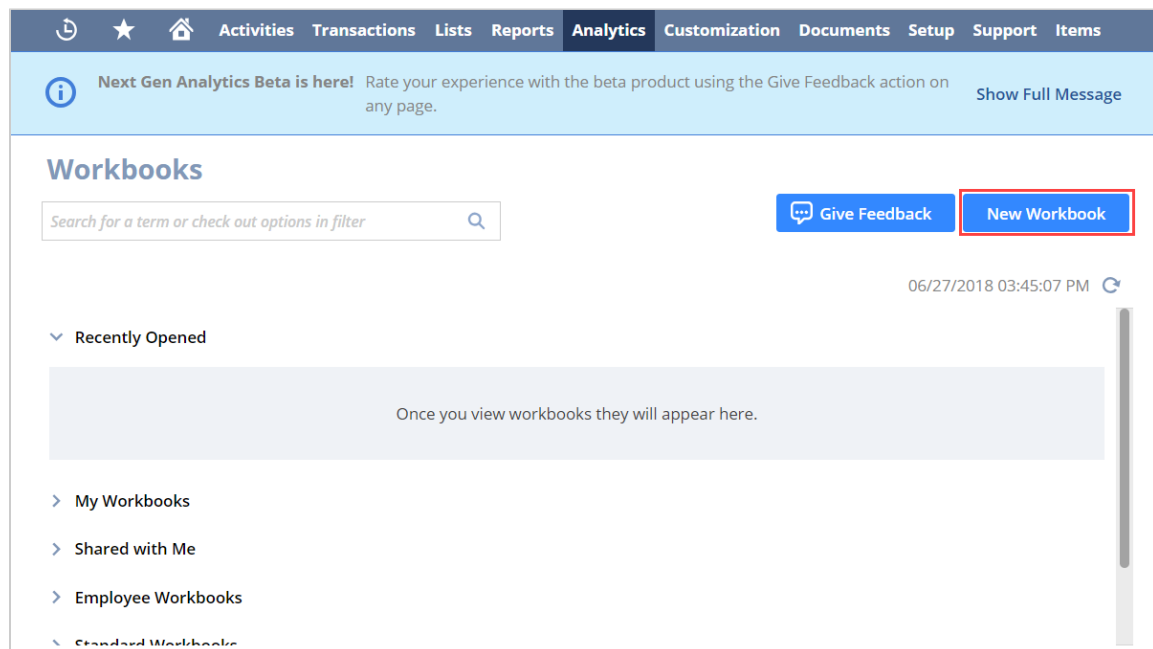 Activities Transactions Lists Reports Analytics Customization Documents Setup Support Items
Next Gen Analytics Beta is here! Rate your experience with the beta product using the Give Feedback action on
any page.
Show Full Message
Workbooks
Search for a term or check out options in filter
Give Feedback
New Workbook
06/27/2018 03:45:07 PM
Recently Opened
Once you view workbooks they will appear here.
My Workbooks
Shared with Me
Employee Workbooks
Standard Workbooks